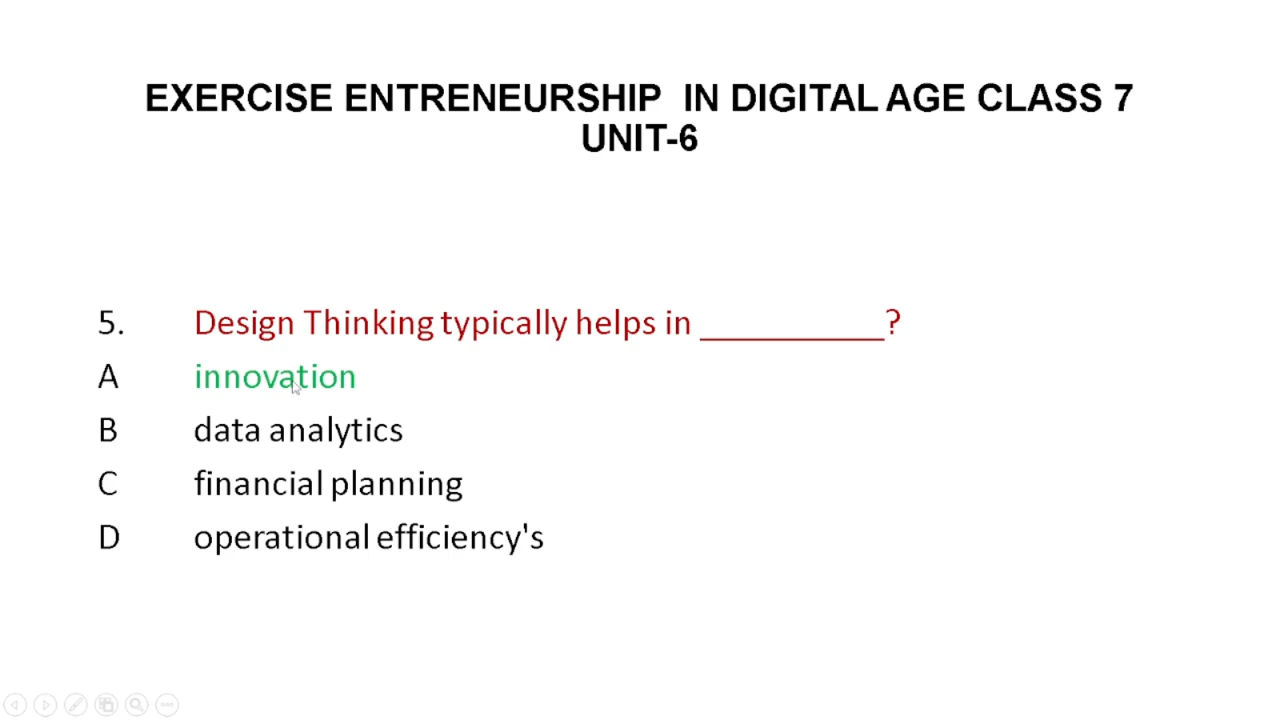 EXERCISE ENTRENEURSHIP IN DIGITAL AGE CLASS 7
UNIT-6
5. Design Thinking typically helps in __________?
A innovation
B data analytics
C financial planning
D operational efficiency's